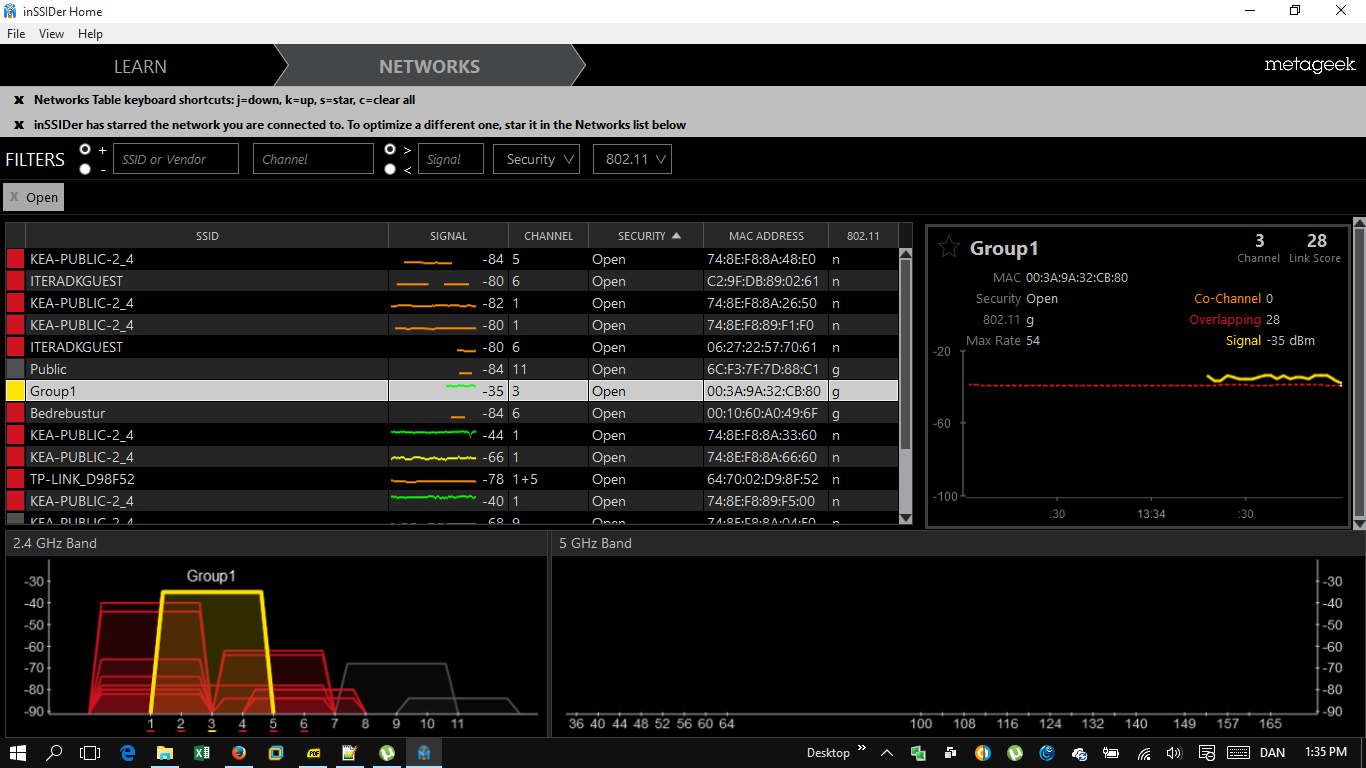 inSSIDer Home
File View Help
LEARN NETWORKS metageek
x Networks Table keyboard shortcuts: j=down, k=up, s=star, c=clear all
x inSSIDer has starred the network you are connected to. To optimize a different one, star it in the Networks list below
FILTERS + - SSID or Vendor Channel > < Signal Security 802.11
x Open
SSID SIGNAL CHANNEL SECURITY MAC ADDRESS 802.11
KEA-PUBLIC-2_4 -84 5 Open 74:8E:F8:8A:48:E0 n
ITERADKGUEST -80 6 Open C2:9F:DB:89:02:61 n
KEA-PUBLIC-2_4 -82 1 Open 74:8E:F8:8A:26:50 n
KEA-PUBLIC-2_4 -80 1 Open 74:8E:F8:89:F1:F0 n
ITERADKGUEST -80 6 Open 06:27:22:57:70:61 n
Public -84 11 Open 6C:F3:7F:7D:88:C1 g
Group1 -35 3 Open 00:3A:9A:32:CB:80 g
Bedrebustur -84 6 Open 00:10:60:A0:49:6F g
KEA-PUBLIC-2_4 -44 1 Open 74:8E:F8:8A:33:60 n
KEA-PUBLIC-2_4 -66 1 Open 74:8E:F8:8A:66:60 n
TP-LINK_D98F52 -78 1+5 Open 64:70:02:D9:8F:52 n
KEA-PUBLIC-2_4 -40 1 Open 74:8E:F8:89:F5:00 n
KEA-PUBLIC-2_4 -68 9 Open 74:8E:F8:8A:04:F0 n
Group1 3 28
Channel Link Score
MAC 00:3A:9A:32:CB:80
Security Open Co-Channel 0
802.11 g Overlapping 28
Max Rate 54 Signal -35 dBm
-20
-60
-100
:30 13:34 :30
2.4 GHz Band
Group1
-30
-40
-50
-60
-70
-80
-90
1 2 3 4 5 6 7 8 9 10 11
5 GHz Band
-30
-40
-50
-60
-70
-80
-90
36 40 44 48 52 56 60 64 100 108 116 124 132 140 149 157 165
Desktop DAN 1:35 PM